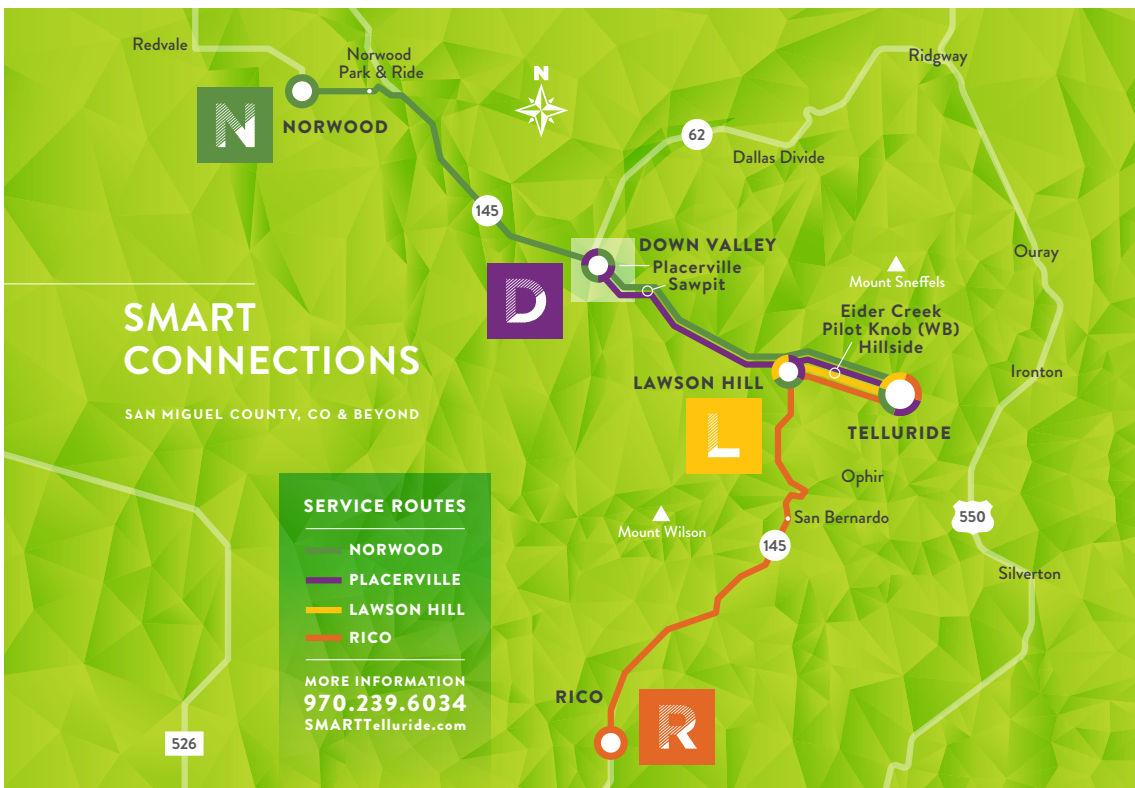 Redvale
Norwood
Park & Ride
N
NORWOOD
N
Ridgway
62
Dallas Divide
145
DOWN VALLEY
Placerville
Sawpit
D
Ouray
Mount Sneffels
SMART
CONNECTIONS
SAN MIGUEL COUNTY, CO & BEYOND
Eider Creek
Pilot Knob (WB)
Hillside
Ironton
LAWSON HILL
L
TELLURIDE
Ophir
San Bernardo
Mount Wilson
145
550
Silverton
SERVICE ROUTES
NORWOOD
PLACERVILLE
LAWSON HILL
RICO
MORE INFORMATION
970.239.6034
SMARTTelluride.com
RICO
R
526